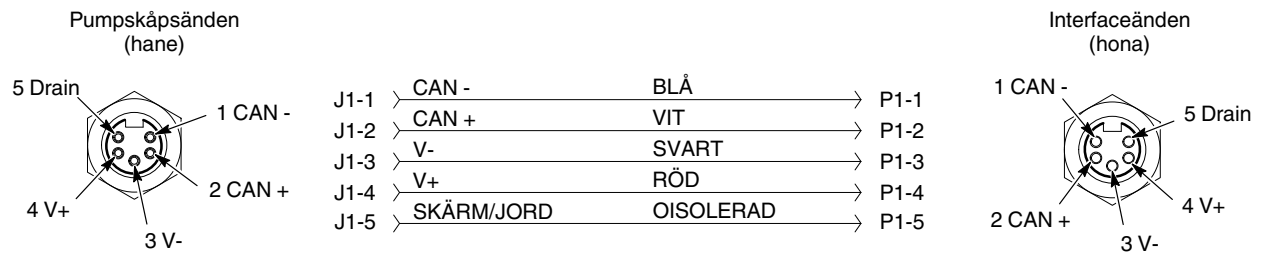 Pumpskåpsänden
(hane)
5 Drain
1 CAN -
2 CAN +
4 V+
3 V-
J1-1 CAN - BLÅ P1-1
J1-2 CAN + VIT P1-2
J1-3 V- SVART P1-3
J1-4 V+ RÖD P1-4
J1-5 SKÄRM/JORD OISOLERAD P1-5
Interfaceänden
(hona)
1 CAN -
5 Drain
4 V+
2 CAN +
3 V-